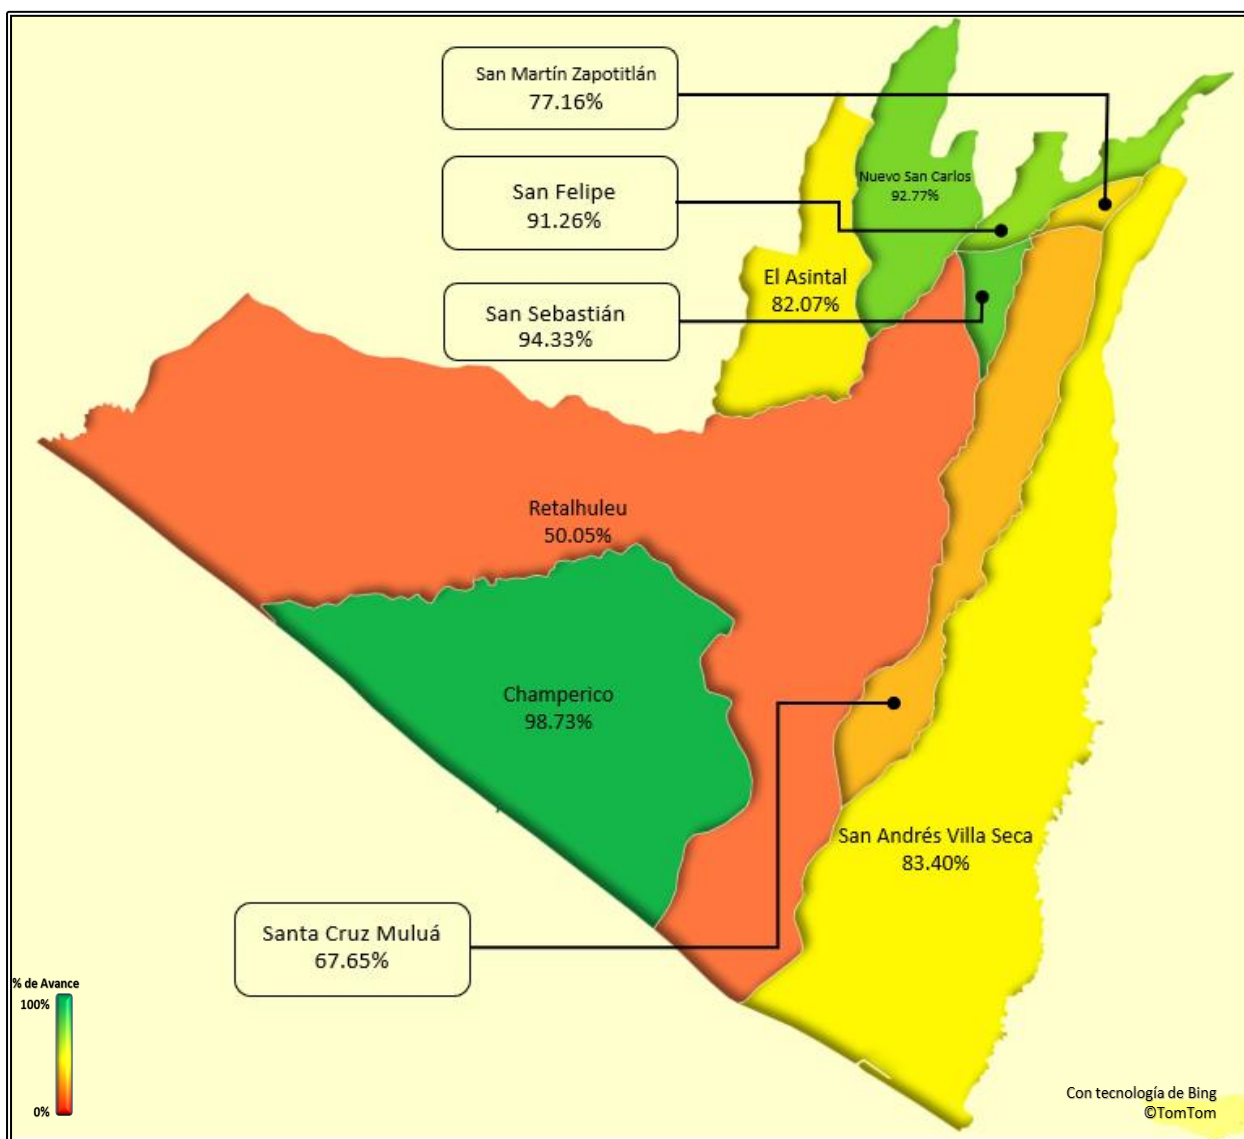 San Martín Zapotitlán
77.16%
San Felipe
91.26%
Nuevo San Carlos
92.77%
El Asintal
82.07%
San Sebastián
94.33%
Retalhuleu
50.05%
Champerico
98.73%
San Andrés Villa Seca
83.40%
Santa Cruz Muluá
67.65%
% de Avance
100%
0%
Con tecnología de Bing
©TomTom